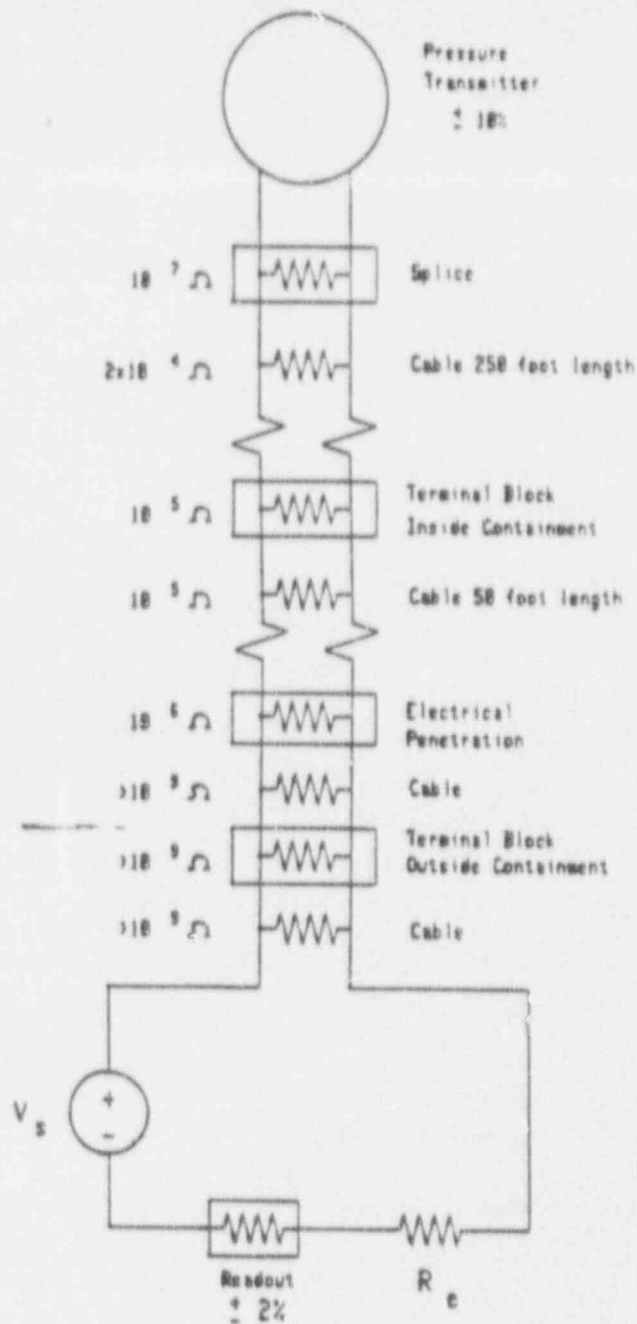 Pressure
Transmitter
± 10%
10 7 Ω Splice
2x10 4 Ω Cable 250 foot length
10 5 Ω Terminal Block
Inside Containment
10 5 Ω Cable 50 foot length
10 6 Ω Electrical
Penetration
>10 9 Ω Cable
>10 9 Ω Terminal Block
Outside Containment
>10 9 Ω Cable
+
V s
-
Readout
± 2%
R e